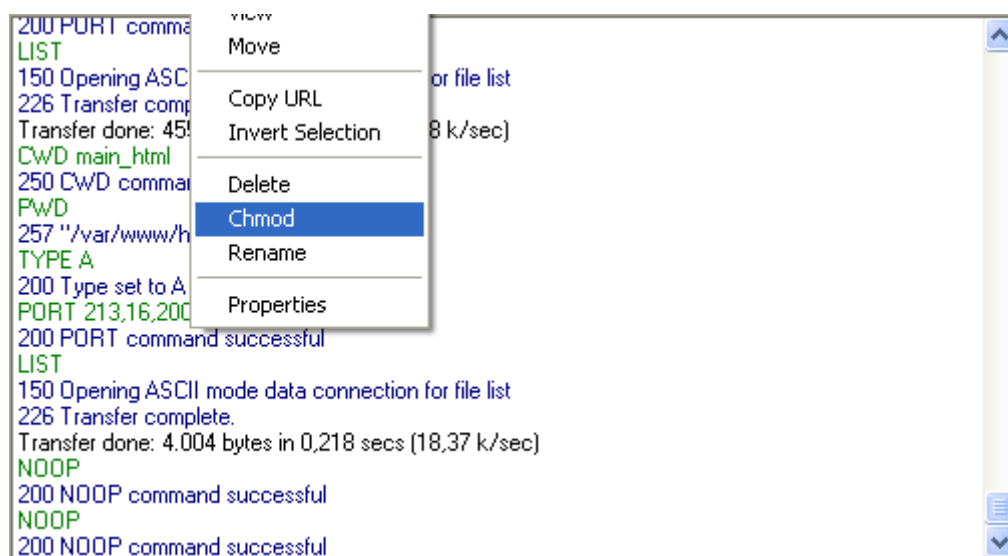 200 PORT comma
LIST
150 Opening ASC
or file list
226 Transfer comp
Transfer done: 455
8 k/sec)
CWD main_html
250 CWD comma
PWD
257 "/var/www/h
TYPE A
200 Type set to A
PORT 213,16,200
View
Move
Copy URL
Invert Selection
Delete
Chmod
Rename
Properties
200 PORT command successful
LIST
150 Opening ASCII mode data connection for file list
226 Transfer complete.
Transfer done: 4.004 bytes in 0,218 secs (18,37 k/sec)
NOOP
200 NOOP command successful
NOOP
200 NOOP command successful